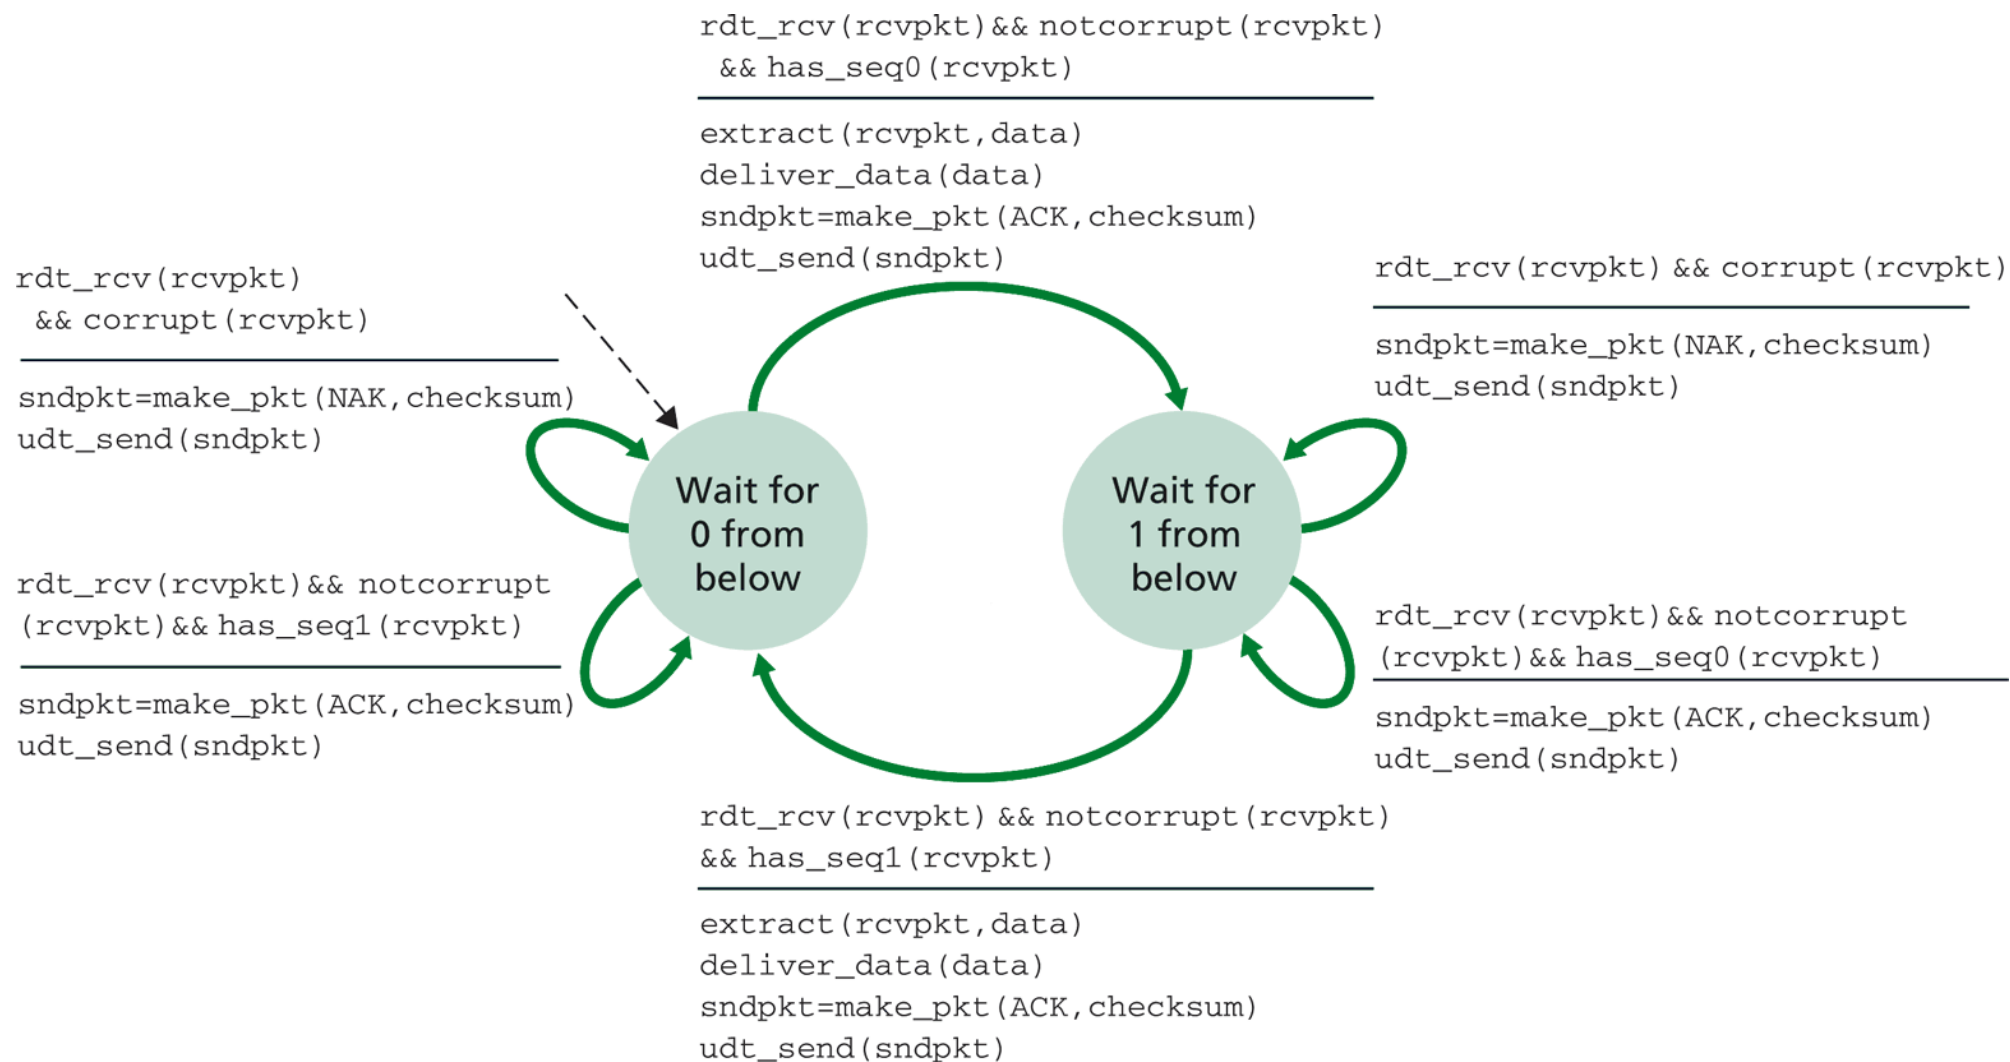 rdt_rcv(rcvpkt)&& notcorrupt(rcvpkt)
&& has_seq0(rcvpkt)
extract(rcvpkt,data)
deliver_data(data)
sndpkt=make_pkt(ACK,checksum)
udt_send(sndpkt)
rdt_rcv(rcvpkt)
&& corrupt(rcvpkt)
sndpkt=make_pkt(NAK,checksum)
udt_send(sndpkt)
rdt_rcv(rcvpkt) && corrupt(rcvpkt)
sndpkt=make_pkt(NAK,checksum)
udt_send(sndpkt)
Wait for
0 from
below
Wait for
1 from
below
rdt_rcv(rcvpkt)&& notcorrupt
(rcvpkt)&& has_seq1(rcvpkt)
sndpkt=make_pkt(ACK,checksum)
udt_send(sndpkt)
rdt_rcv(rcvpkt)&& notcorrupt
(rcvpkt)&& has_seq0(rcvpkt)
sndpkt=make_pkt(ACK,checksum)
udt_send(sndpkt)
rdt_rcv(rcvpkt) && notcorrupt(rcvpkt)
&& has_seq1(rcvpkt)
extract(rcvpkt,data)
deliver_data(data)
sndpkt=make_pkt(ACK,checksum)
udt_send(sndpkt)